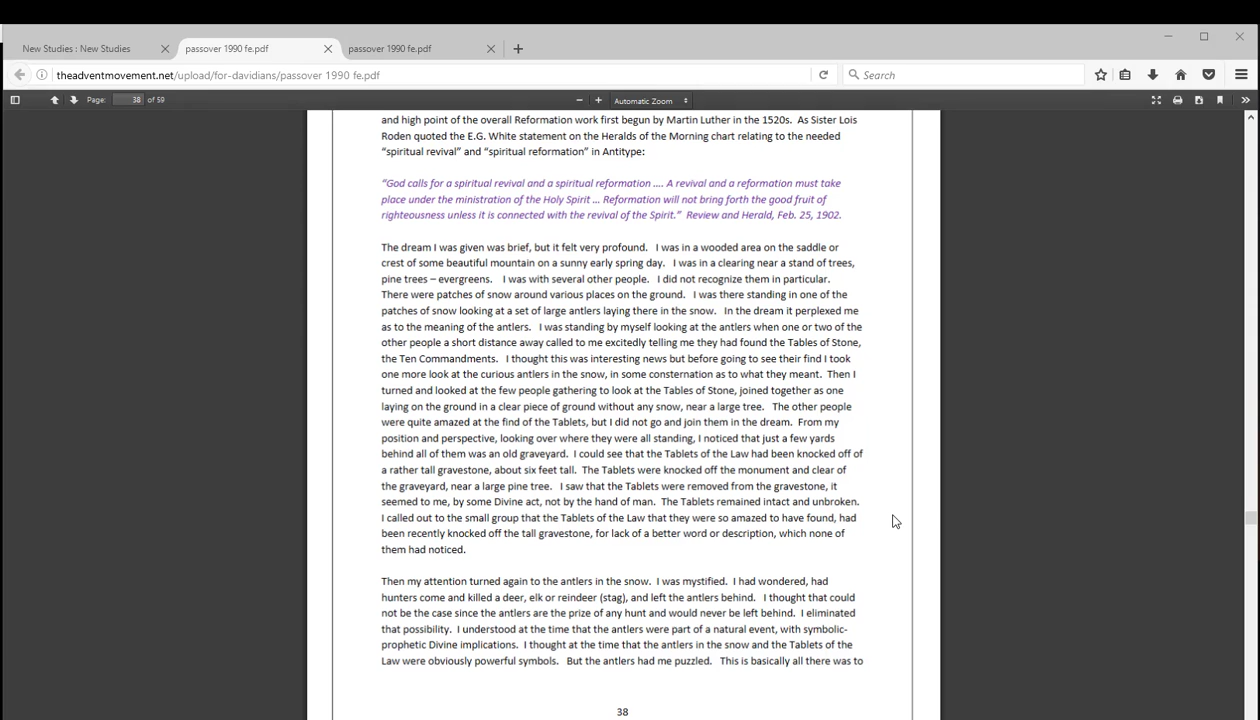 New Studies : New Studies
passover 1990 fe.pdf
passover 1990 fe.pdf
theadventmovement.net/upload/for-davidians/passover 1990 fe.pdf
Search
Page: 38 of 59
Automatic Zoom
and high point of the overall Reformation work first begun by Martin Luther in the 1520s. As Sister Lois
Roden quoted the E.G. White statement on the Heralds of the Morning chart relating to the needed
“spiritual revival” and “spiritual reformation” in Antitype:
“God calls for a spiritual revival and a spiritual reformation .... A revival and a reformation must take
place under the ministration of the Holy Spirit ... Reformation will not bring forth the good fruit of
righteousness unless it is connected with the revival of the Spirit.” Review and Herald, Feb. 25, 1902.
The dream I was given was brief, but it felt very profound. I was in a wooded area on the saddle or
crest of some beautiful mountain on a sunny early spring day. I was in a clearing near a stand of trees,
pine trees – evergreens. I was with several other people. I did not recognize them in particular.
There were patches of snow around various places on the ground. I was there standing in one of the
patches of snow looking at a set of large antlers laying there in the snow. In the dream it perplexed me
as to the meaning of the antlers. I was standing by myself looking at the antlers when one or two of the
other people a short distance away called to me excitedly telling me they had found the Tables of Stone,
the Ten Commandments. I thought this was interesting news but before going to see their find I took
one more look at the curious antlers in the snow, in some consternation as to what they meant. Then I
turned and looked at the few people gathering to look at the Tables of Stone, joined together as one
laying on the ground in a clear piece of ground without any snow, near a large tree. The other people
were quite amazed at the find of the Tablets, but I did not go and join them in the dream. From my
position and perspective, looking over where they were all standing, I noticed that just a few yards
behind all of them was an old graveyard. I could see that the Tablets of the Law had been knocked off of
a rather tall gravestone, about six feet tall. The Tablets were knocked off the monument and clear of
the graveyard, near a large pine tree. I saw that the Tablets were removed from the gravestone, it
seemed to me, by some Divine act, not by the hand of man. The Tablets remained intact and unbroken.
I called out to the small group that the Tablets of the Law that they were so amazed to have found, had
been recently knocked off the tall gravestone, for lack of a better word or description, which none of
them had noticed.
Then my attention turned again to the antlers in the snow. I was mystified. I had wondered, had
hunters come and killed a deer, elk or reindeer (stag), and left the antlers behind. I thought that could
not be the case since the antlers are the prize of any hunt and would never be left behind. I eliminated
that possibility. I understood at the time that the antlers were part of a natural event, with symbolic-
prophetic Divine implications. I thought at the time that the antlers in the snow and the Tablets of the
Law were obviously powerful symbols. But the antlers had me puzzled. This is basically all there was to
38